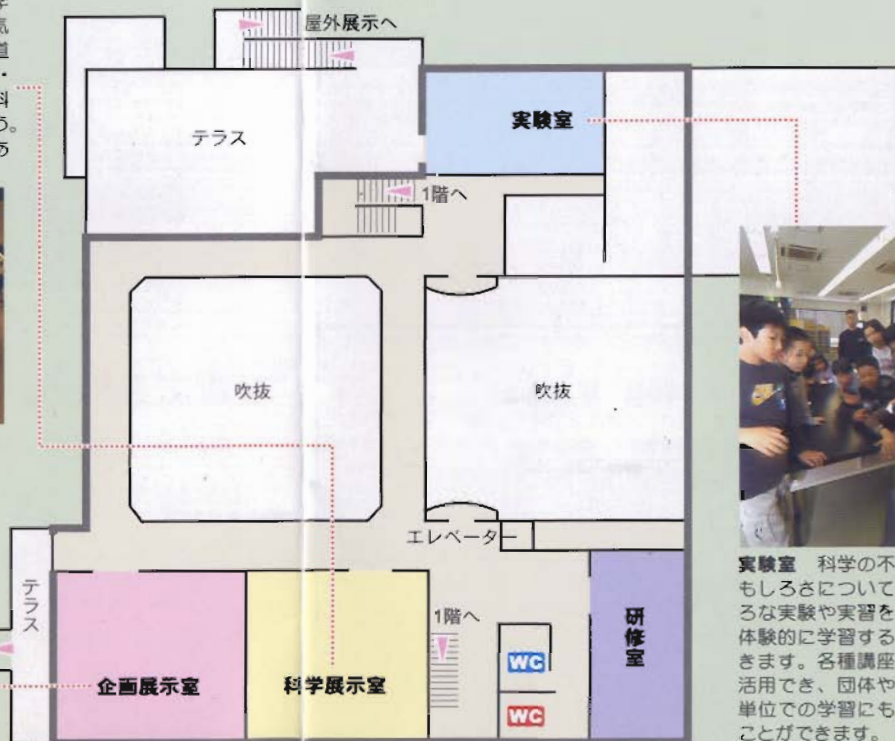 気
道
・
科
う。
あ
屋外展示へ
テラス
実験室
1階へ
吹抜
吹抜
エレベーター
テラス
1階へ
研修室
企画展示室
科学展示室
WC
WC
実験室 科学の不
もしろさについて
ろな実験や実習を
体験的に学習する
きます。各種講座
活用でき、団体や
単位での学習にも
ことができます。